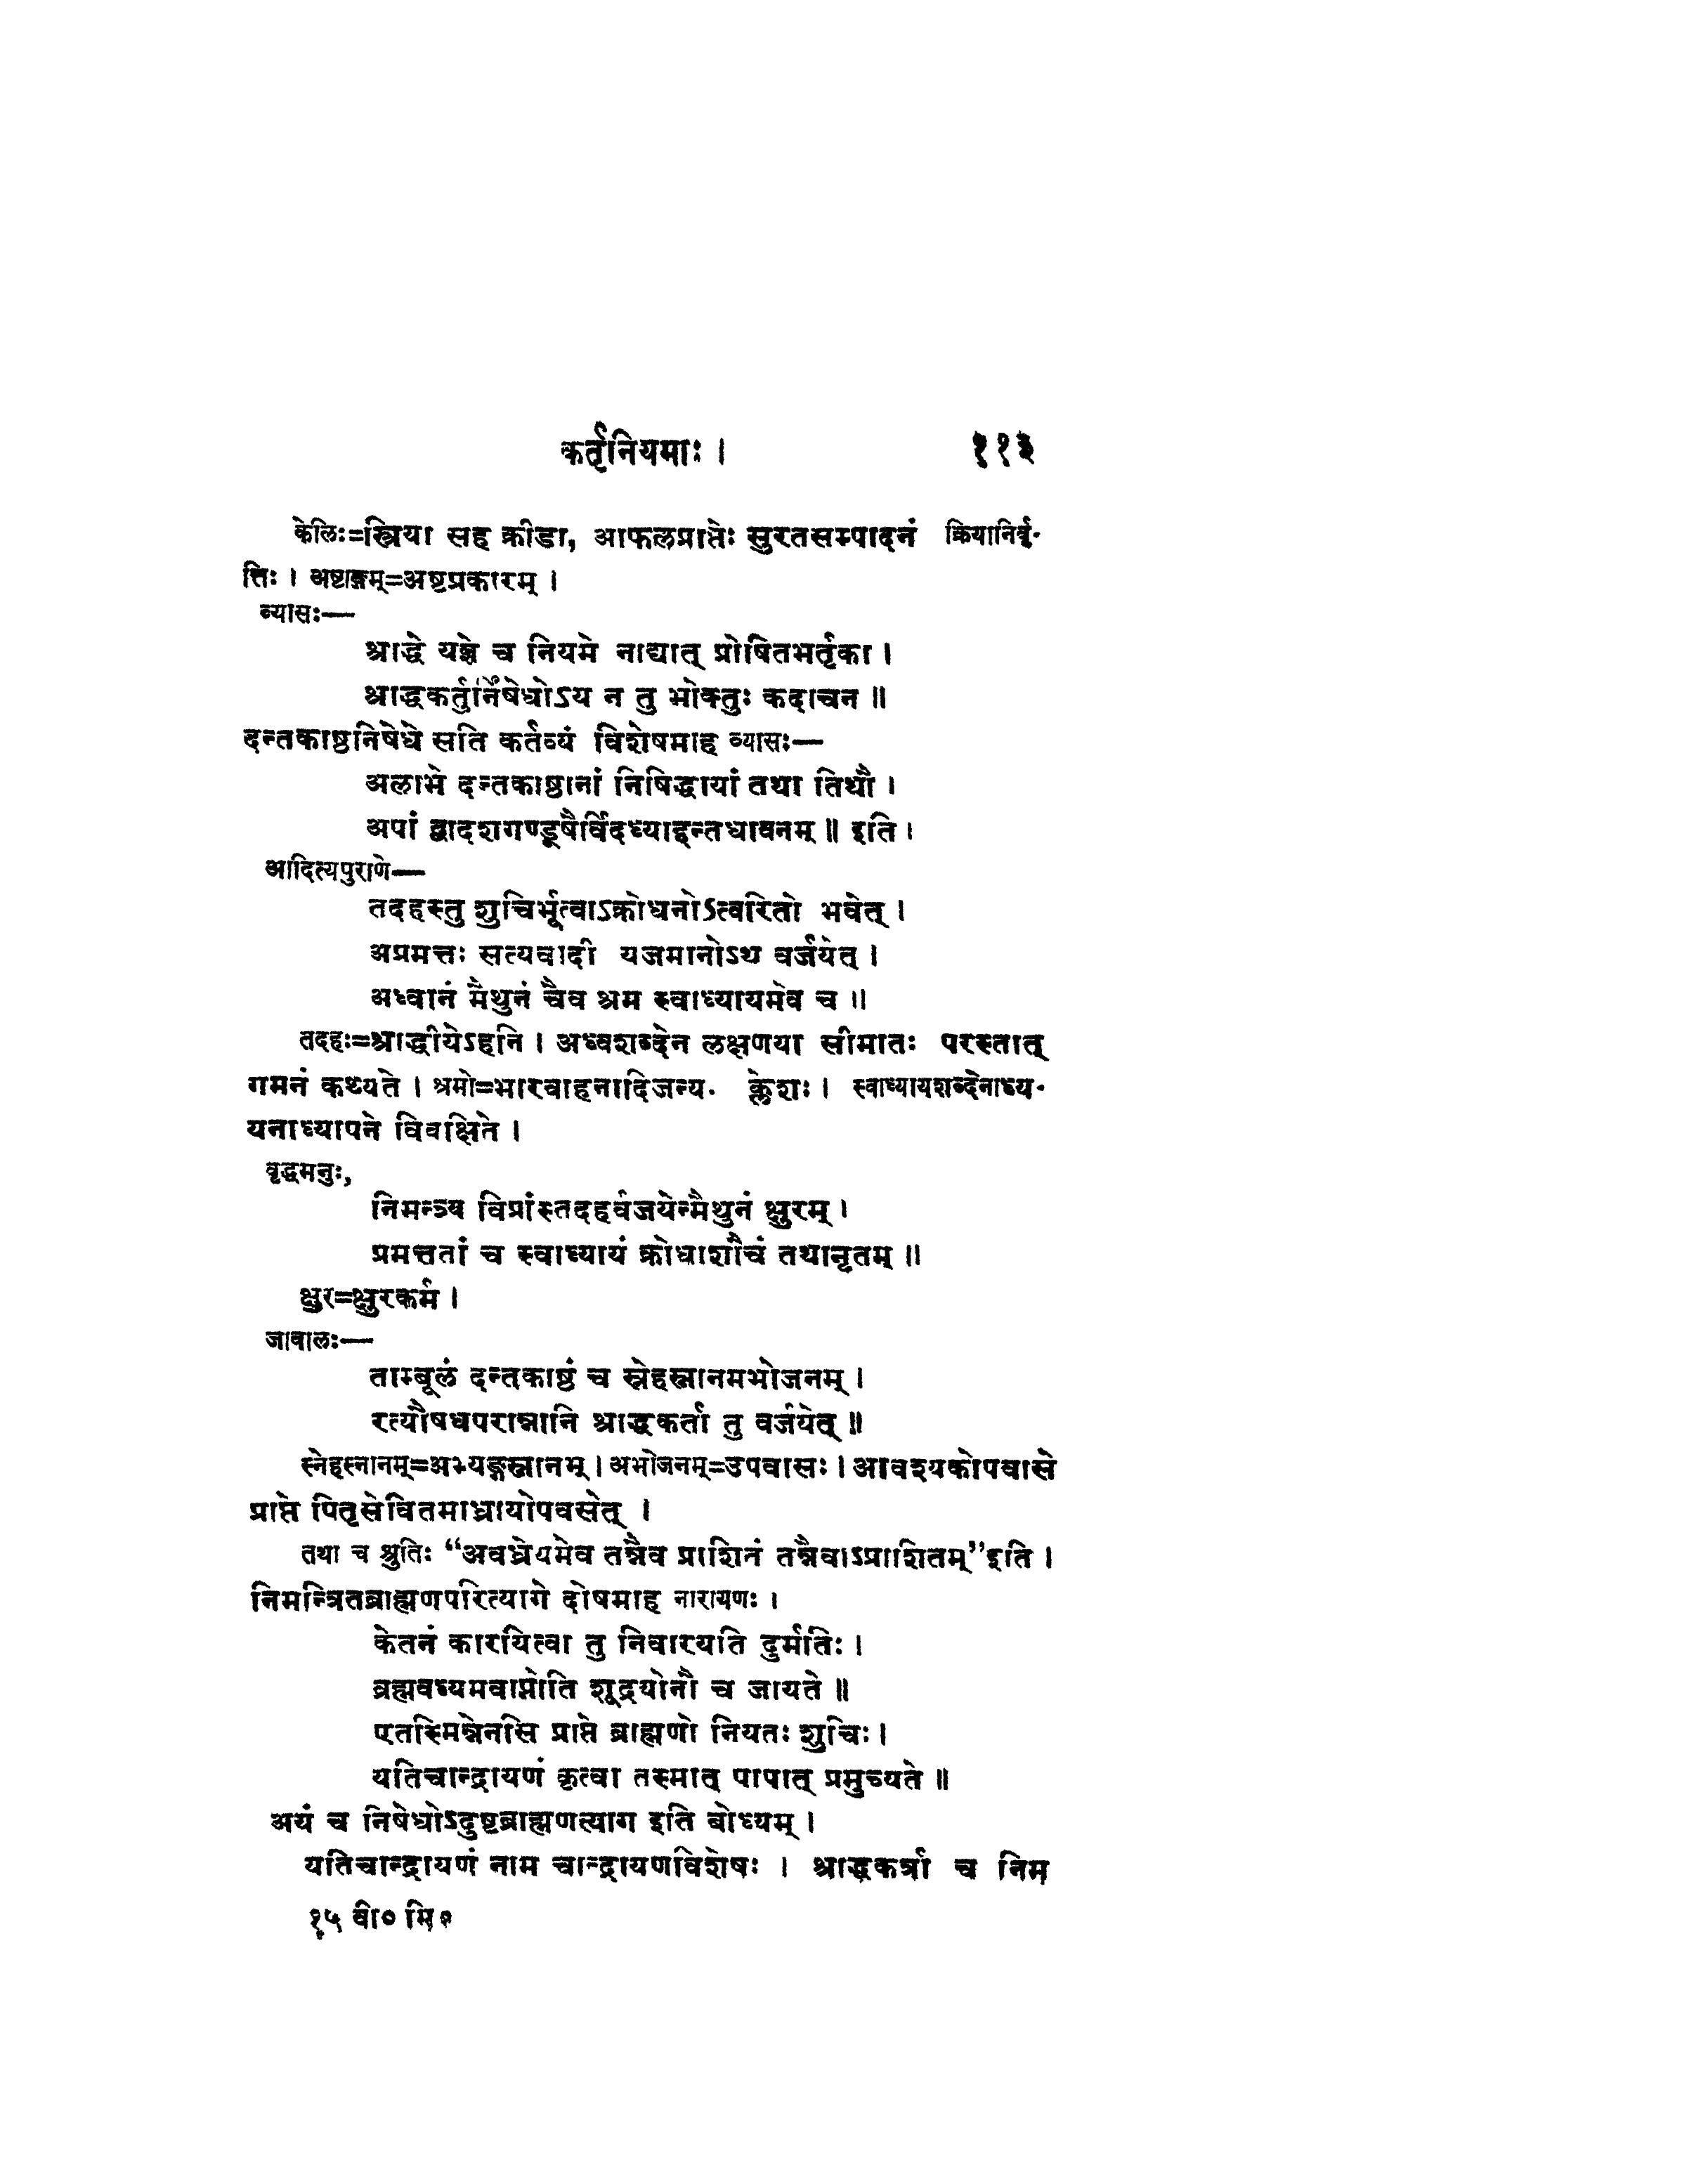 कर्तृनियमाः । ११३
केलिः=स्त्रिया सह क्रीडा, आफलप्राप्तेः सुरतसम्पादनं क्रियानिर्वृ-
त्तिः । अष्टाङ्गम्=अष्टप्रकारम् ।
व्यासः—
श्राद्धे यज्ञे च नियमे नाद्यात् प्रोषितभर्तृका ।
श्राद्धकर्तुर्निषेधोऽय न तु भोक्तुः कदाचन ॥
दन्तकाष्ठनिषेधे सति कर्तव्यं विशेषमाह व्यासः—
अलाभे दन्तकाष्ठानां निषिद्धायां तथा तिथौ ।
अपां द्वादशगण्डूषैर्विदध्याद्दन्तधावनम् ॥ इति ।
आदित्यपुराणे—
तदहस्तु शुचिर्भूत्वाऽक्रोधनोऽत्वरितो भवेत् ।
अप्रमत्तः सत्यवादी यजमानोऽथ वर्जयेत् ।
अध्वानं मैथुनं चैव श्रम स्वाध्यायमेव च ॥
तदहः=श्राद्धीयेऽहनि । अध्वशब्देन लक्षणया सीमातः परस्तात्
गमनं कथ्यते । श्रमो=भारवाहनादिजन्य. क्लेशः । स्वाध्यायशब्देनाध्य-
यनाध्यापने विवक्षिते ।
वृद्धमनुः,
निमन्त्र्य विप्रांस्तदहर्वजयेन्मैथुनं क्षुरम् ।
प्रमत्ततां च स्वाध्यायं क्रोधाशौचं तथानृतम् ॥
क्षुर=क्षुरकर्म ।
जावालः—
ताम्बूलं दन्तकाष्ठं च स्नेहस्नानमभोजनम् ।
रत्यौषधपरान्नानि श्राद्धकर्ता तु वर्जयेत् ॥
स्नेहस्नानम्=अभ्यङ्गस्नानम् । अभोजनम्=उपवासः । आवश्यकोपवासे
प्राप्ते पितृसेवितमाघ्रायोपवसेत् ।
तथा च श्रुतिः “अवघ्रेयमेव तन्नैव प्राशितं तन्नैवाऽप्राशितम्”इति ।
निमन्त्रितब्राह्मणपरित्यागे दोषमाह नारायणः ।
केतनं कारयित्वा तु निवारयति दुर्मतिः ।
ब्रह्मवध्यमवाप्नोति शूद्रयोनौ च जायते ॥
एतस्मिन्नेनसि प्राप्ते ब्राह्मणो नियतः शुचिः ।
यतिचान्द्रायणं कृत्वा तस्मात् पापात् प्रमुच्यते ॥
अयं च निषेधोऽदुष्टब्राह्मणत्याग इति बोध्यम् ।
यतिचान्द्रायणं नाम चान्द्रायणविशेषः । श्राद्धकर्त्रा च निम
१५ वी० मि०